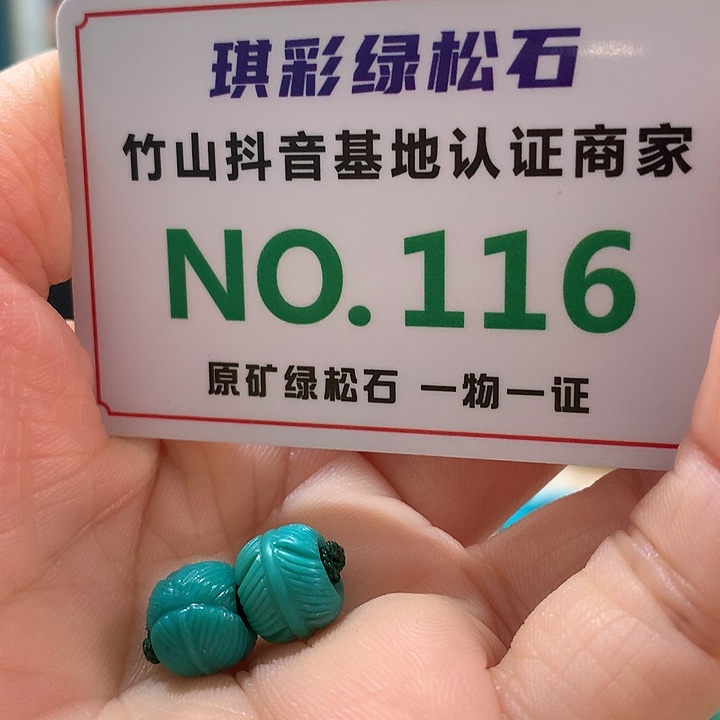 琪彩绿松石
竹山抖音基地认证商家
NO.116
原矿绿松石 一物一证